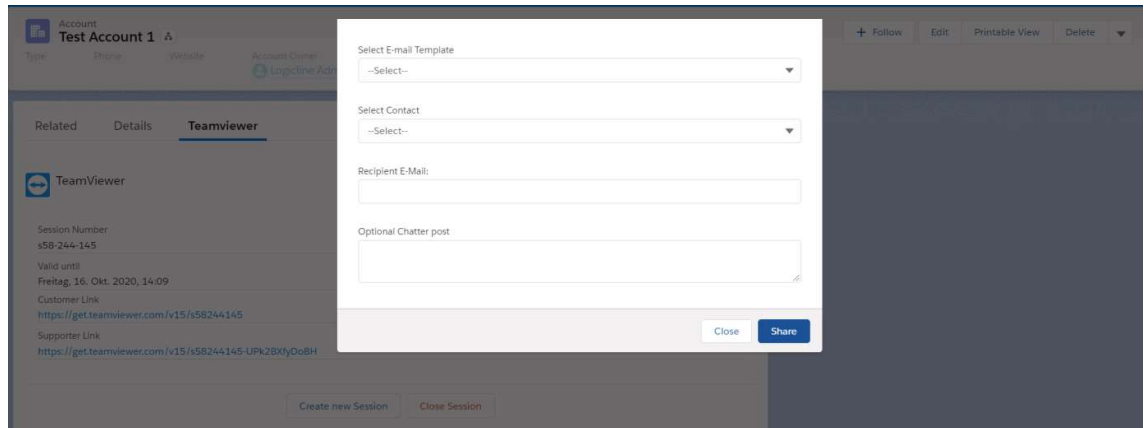 Account
Test Account 1
+ Follow
Edit
Printable View
Delete
Type
Phone
Website
Account Owner
Logicline Adm
Related
Details
Teamviewer
TeamViewer
Session Number
s58-244-145
Valid until
Freitag, 16. Okt. 2020, 14:09
Customer Link
https://get.teamviewer.com/v15/s58244145
Supporter Link
https://get.teamviewer.com/v15/s58244145-UPk2BXfyDoBH
Create new Session
Close Session
Select E-mail Template
--Select--
Select Contact
--Select--
Recipient E-Mail:
Optional Chatter post
Close
Share